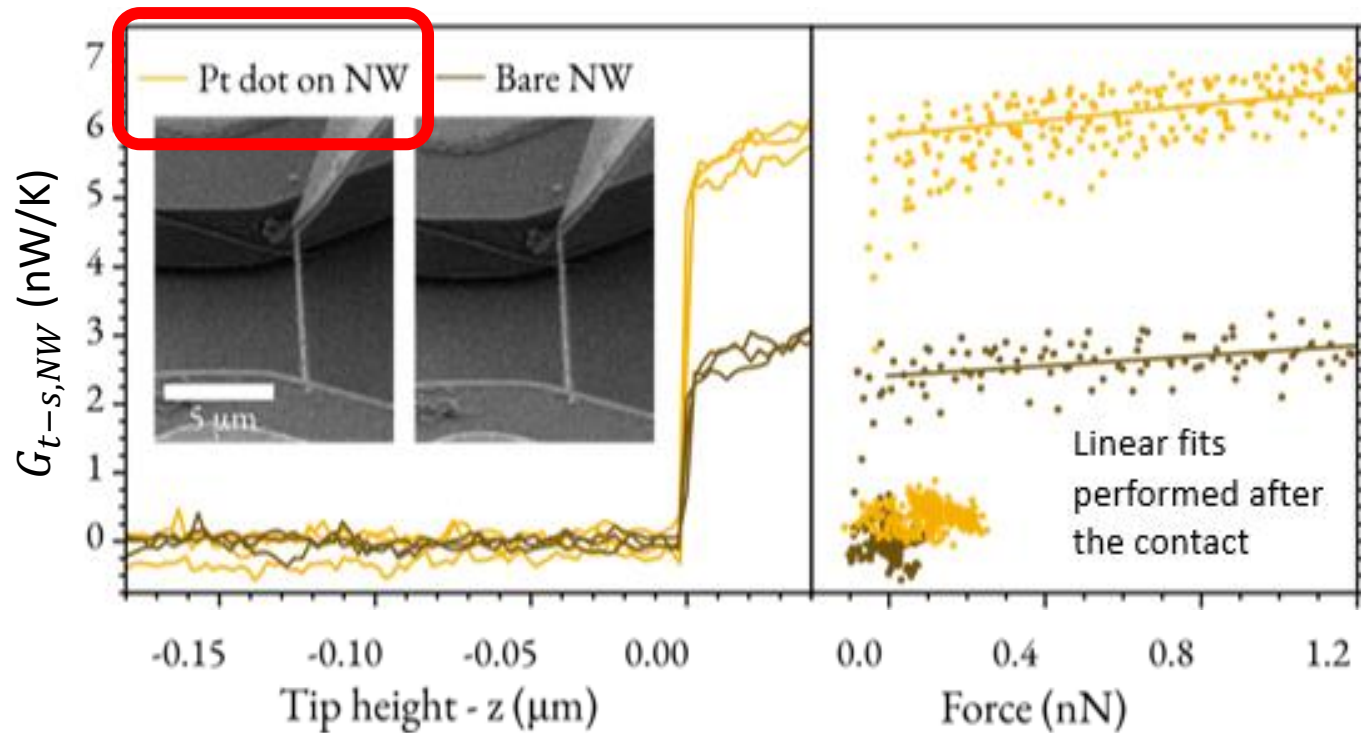 Pt dot on NW
Bare NW
5 μm
G_{t−s,NW} (nW/K)
7
6
5
4
3
2
1
0
Linear fits
performed after
the contact
-0.15 -0.10 -0.05 0.00
0.0 0.4 0.8 1.2
Tip height - z (μm)
Force (nN)